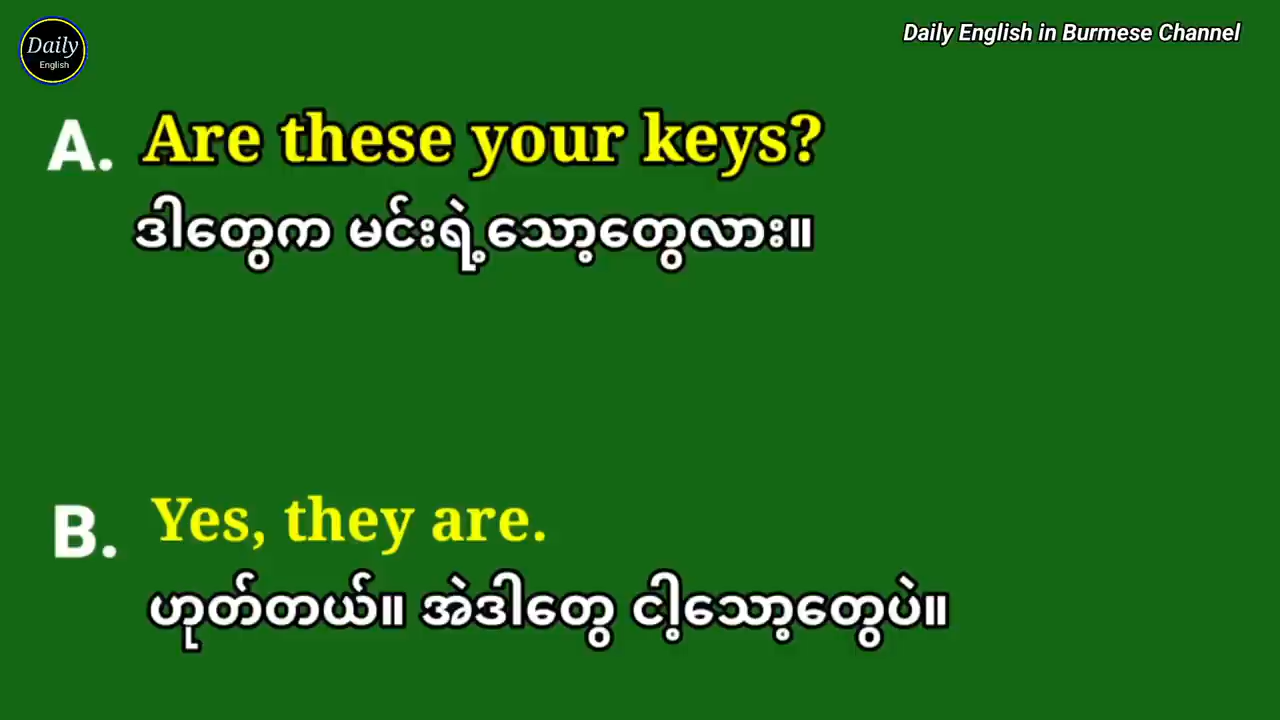 Daily
English
Daily English in Burmese Channel
A. Are these your keys?
ဒါတွေက မင်းရဲ့သော့တွေလား။
B. Yes, they are.
ဟုတ်တယ်။ အဲဒါတွေ ငါ့သော့တွေပဲ။